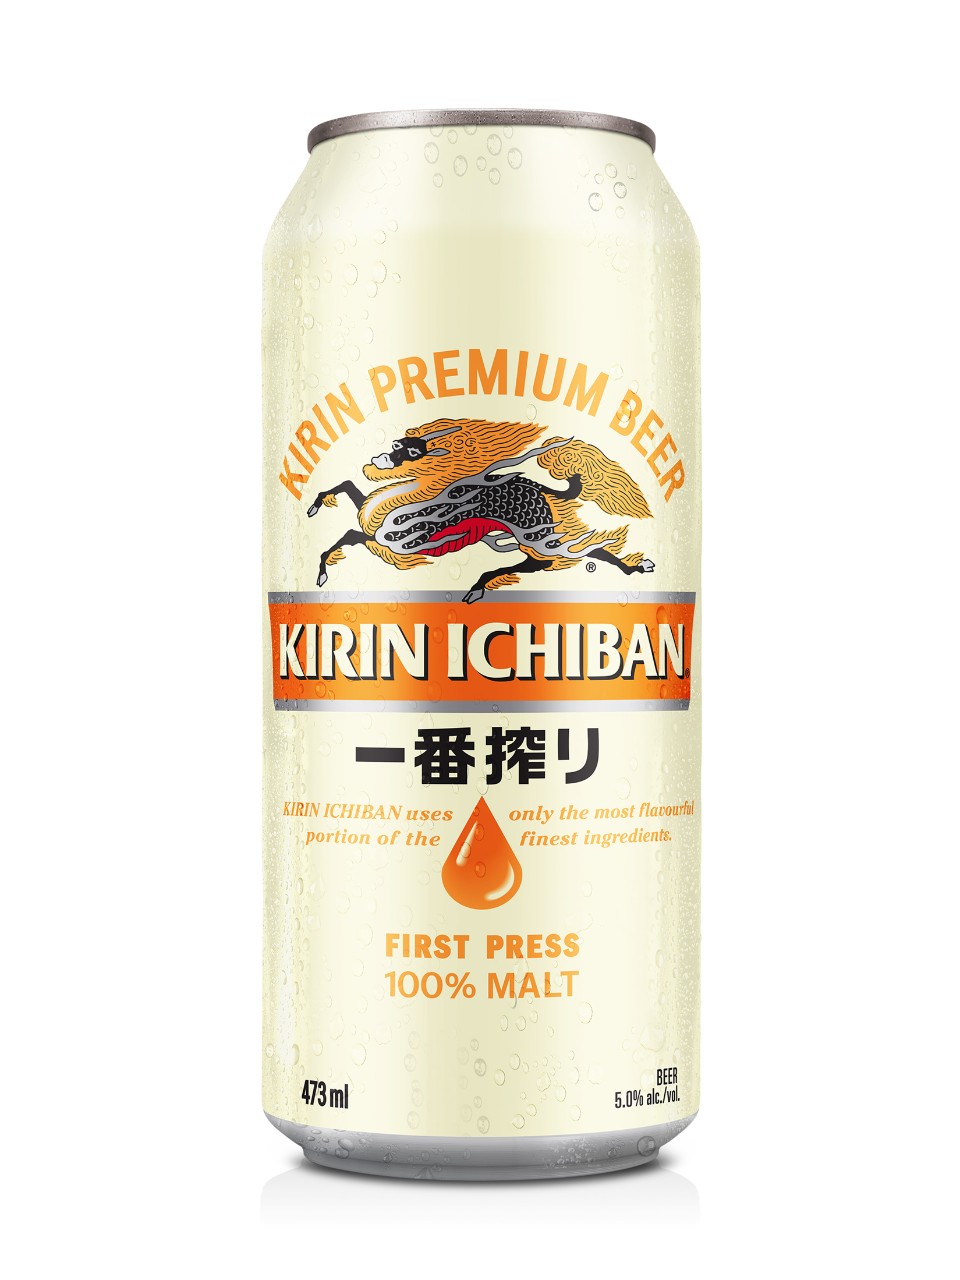 KIRIN PREMIUM BEER
®
KIRIN ICHIBAN®
一番搾り
KIRIN ICHIBAN uses only the most flavourful
portion of the finest ingredients.
FIRST PRESS
100% MALT
473 ml
BEER
5.0% alc./vol.